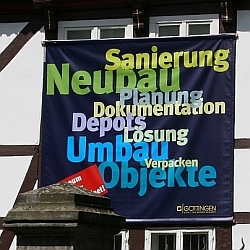 Sanierung
Neubau
Planung
Dokumentation
Depots
Lösung
Umbau
Verpacken
Objekte
GÖTTINGEN